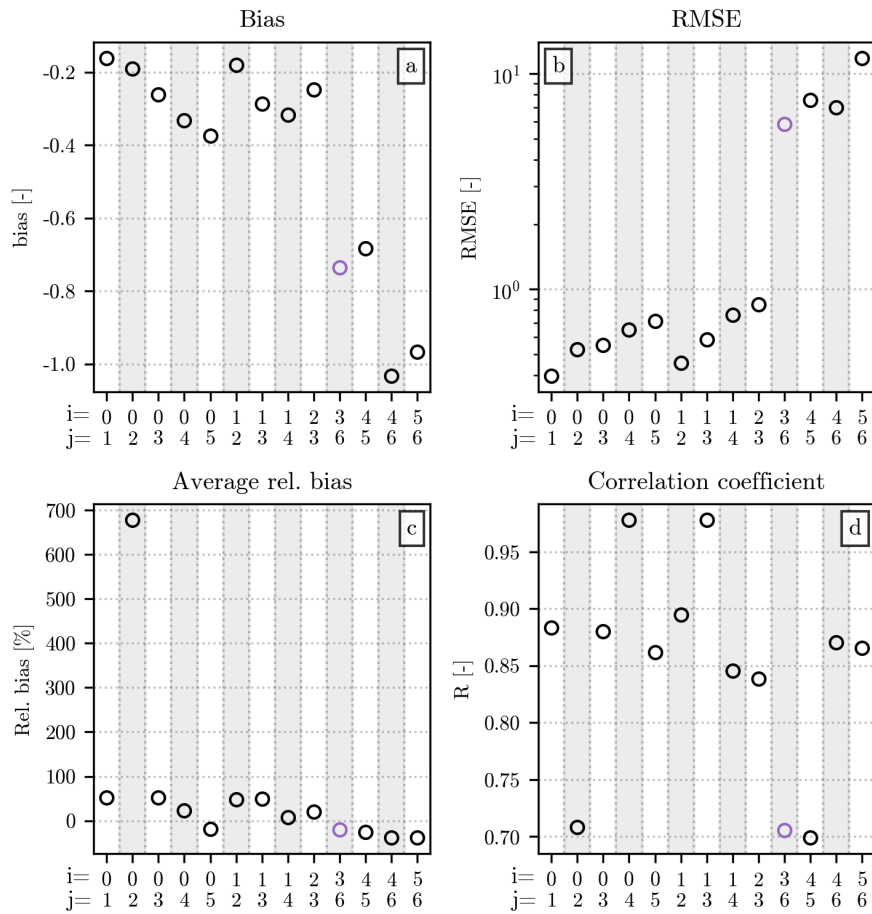 Bias
a
bias [-]
-0.2
-0.4
-0.6
-0.8
-1.0
i= 0 0 0 0 0 1 1 1 2 3 4 4 5
j= 1 2 3 4 5 2 3 4 3 6 5 6 6
RMSE
b
RMSE [-]
10¹
10⁰
i= 0 0 0 0 0 1 1 1 2 3 4 4 5
j= 1 2 3 4 5 2 3 4 3 6 5 6 6
Average rel. bias
c
Rel. bias [%]
700
600
500
400
300
200
100
0
i= 0 0 0 0 0 1 1 1 2 3 4 4 5
j= 1 2 3 4 5 2 3 4 3 6 5 6 6
Correlation coefficient
d
R [-]
0.95
0.90
0.85
0.80
0.75
0.70
i= 0 0 0 0 0 1 1 1 2 3 4 4 5
j= 1 2 3 4 5 2 3 4 3 6 5 6 6